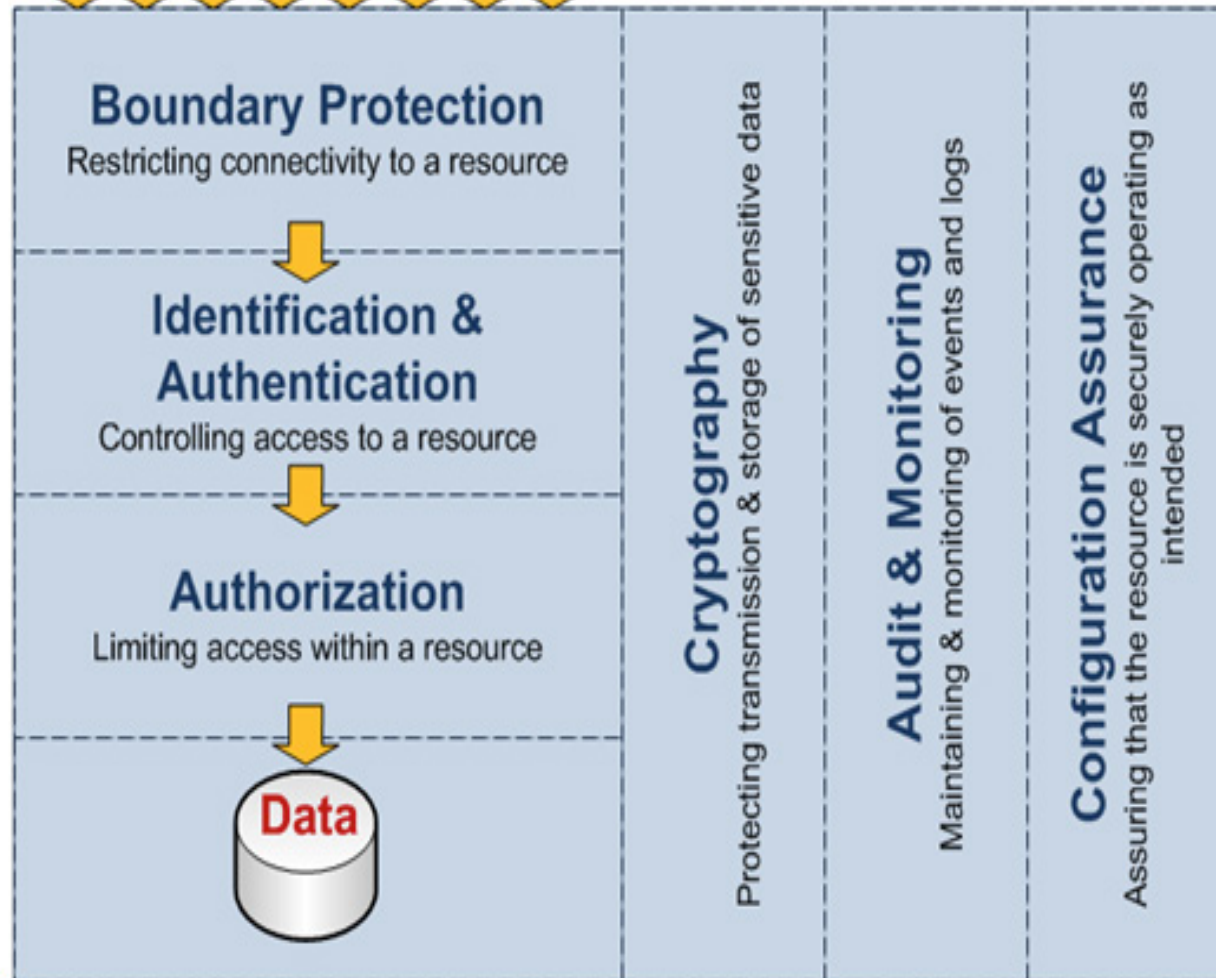 Boundary Protection
Restricting connectivity to a resource
Identification &
Authentication
Controlling access to a resource
Authorization
Limiting access within a resource
Data
Cryptography
Protecting transmission & storage of sensitive data
Audit & Monitoring
Maintaining & monitoring of events and logs
Configuration Assurance
Assuring that the resource is securely operating as
intended